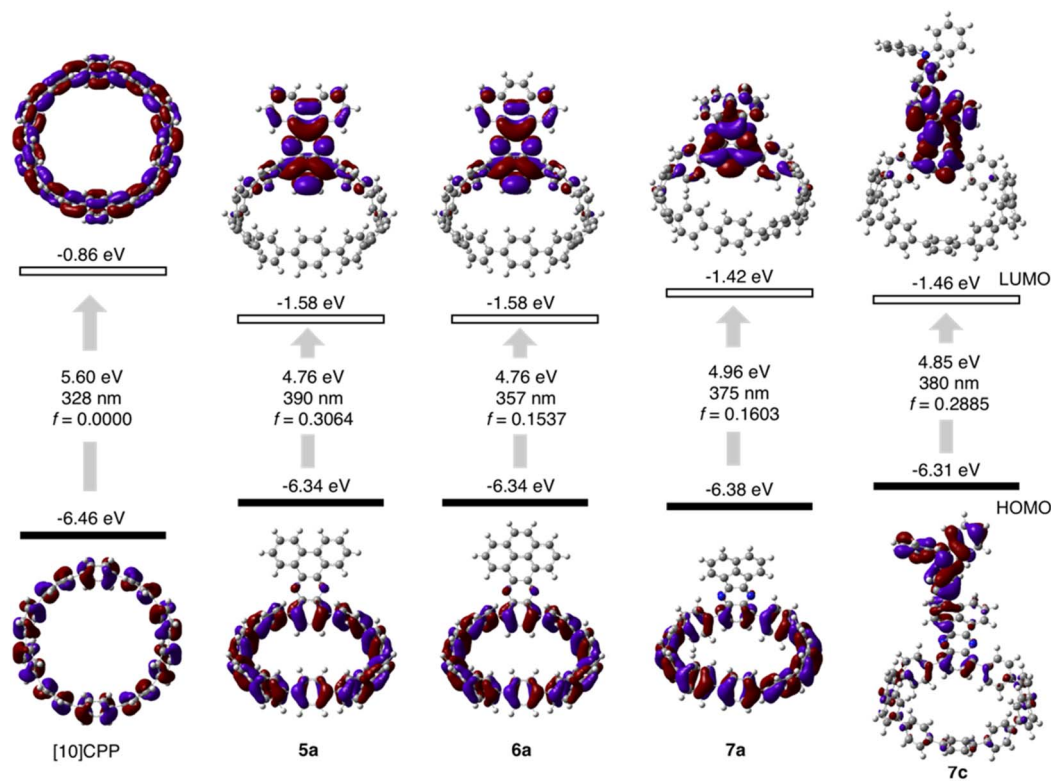 -0.86 eV
-1.58 eV
-1.58 eV
-1.42 eV
-1.46 eV
LUMO
5.60 eV
328 nm
f = 0.0000
4.76 eV
390 nm
f = 0.3064
4.76 eV
357 nm
f = 0.1537
4.96 eV
375 nm
f = 0.1603
4.85 eV
380 nm
f = 0.2885
-6.46 eV
-6.34 eV
-6.34 eV
-6.38 eV
-6.31 eV
HOMO
[10]CPP
5a
6a
7a
7c